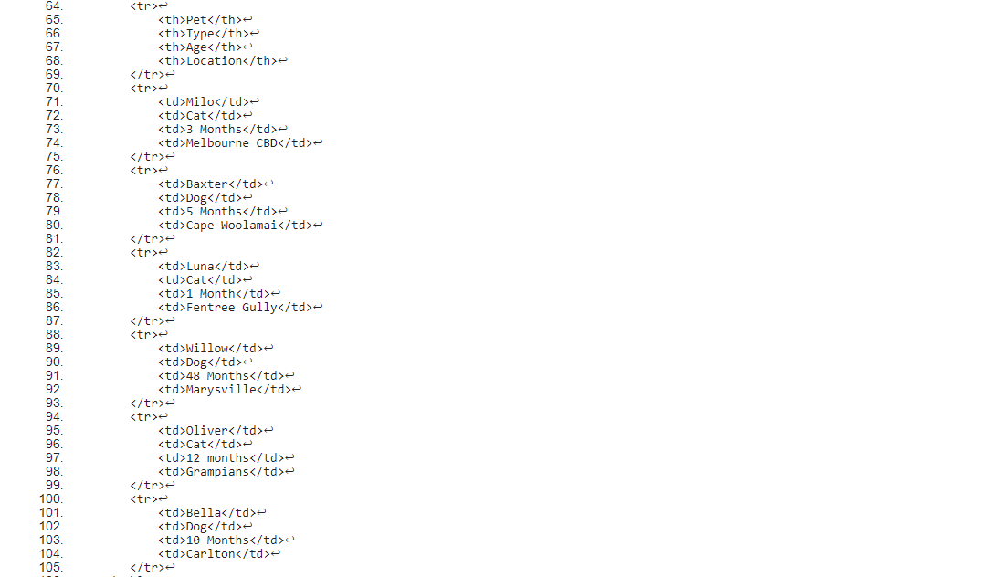 64. <tr>↩
65. <th>Pet</th>↩
66. <th>Type</th>↩
67. <th>Age</th>↩
68. <th>Location</th>↩
69. </tr>↩
70. <tr>↩
71. <td>Milo</td>↩
72. <td>Cat</td>↩
73. <td>3 Months</td>↩
74. <td>Melbourne CBD</td>↩
75. </tr>↩
76. <tr>↩
77. <td>Baxter</td>↩
78. <td>Dog</td>↩
79. <td>5 Months</td>↩
80. <td>Cape Woolamai</td>↩
81. </tr>↩
82. <tr>↩
83. <td>Luna</td>↩
84. <td>Cat</td>↩
85. <td>1 Month</td>↩
86. <td>Fentree Gully</td>↩
87. </tr>↩
88. <tr>↩
89. <td>Willow</td>↩
90. <td>Dog</td>↩
91. <td>48 Months</td>↩
92. <td>Marysville</td>↩
93. </tr>↩
94. <tr>↩
95. <td>Oliver</td>↩
96. <td>Cat</td>↩
97. <td>12 months</td>↩
98. <td>Grampians</td>↩
99. </tr>↩
100. <tr>↩
101. <td>Bella</td>↩
102. <td>Dog</td>↩
103. <td>10 Months</td>↩
104. <td>Carlton</td>↩
105. </tr>↩